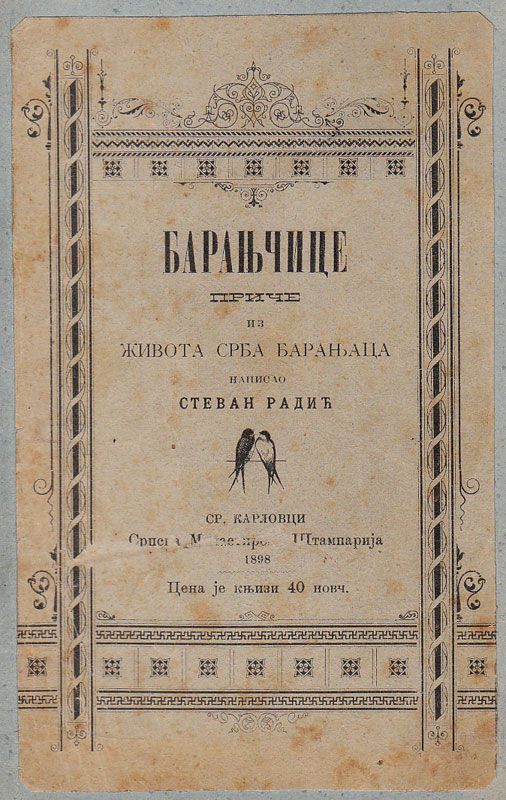 БАРАЊЧИЦЕ
ПРИЧЕ
ИЗ
ЖИВОТА СРБА БАРАЊАЦА
НАПИСАО
СТЕВАН РАДИЋ
СР. КАРЛОВЦИ
Штампарија
1898
Цена је књизи 40 новч.